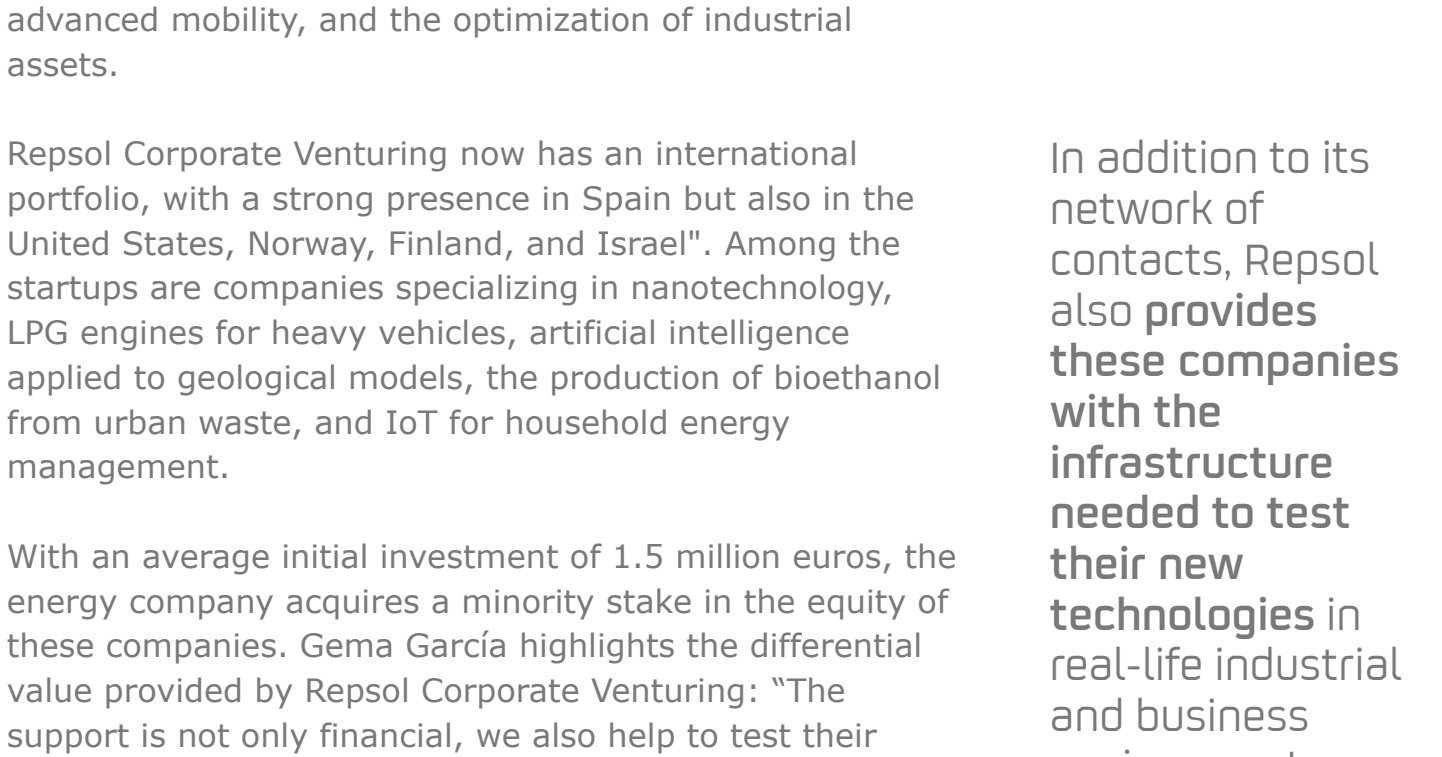 advanced mobility, and the optimization of industrial
assets.
Repsol Corporate Venturing now has an international
portfolio, with a strong presence in Spain but also in the
United States, Norway, Finland, and Israel". Among the
startups are companies specializing in nanotechnology,
LPG engines for heavy vehicles, artificial intelligence
applied to geological models, the production of bioethanol
from urban waste, and IoT for household energy
management.
With an average initial investment of 1.5 million euros, the
energy company acquires a minority stake in the equity of
these companies. Gema García highlights the differential
value provided by Repsol Corporate Venturing: “The
support is not only financial, we also help to test their
In addition to its
network of
contacts, Repsol
also provides
these companies
with the
infrastructure
needed to test
their new
technologies in
real-life industrial
and business